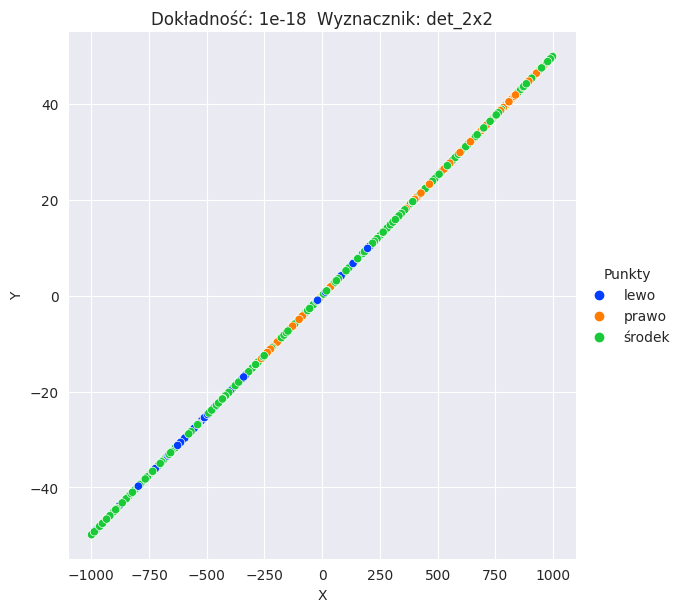 Dokładność: 1e-18  Wyznacznik: det_2x2
40
20
0
−20
−40
Y
−1000 −750 −500 −250 0 250 500 750 1000
X
Punkty
lewo
prawo
środek